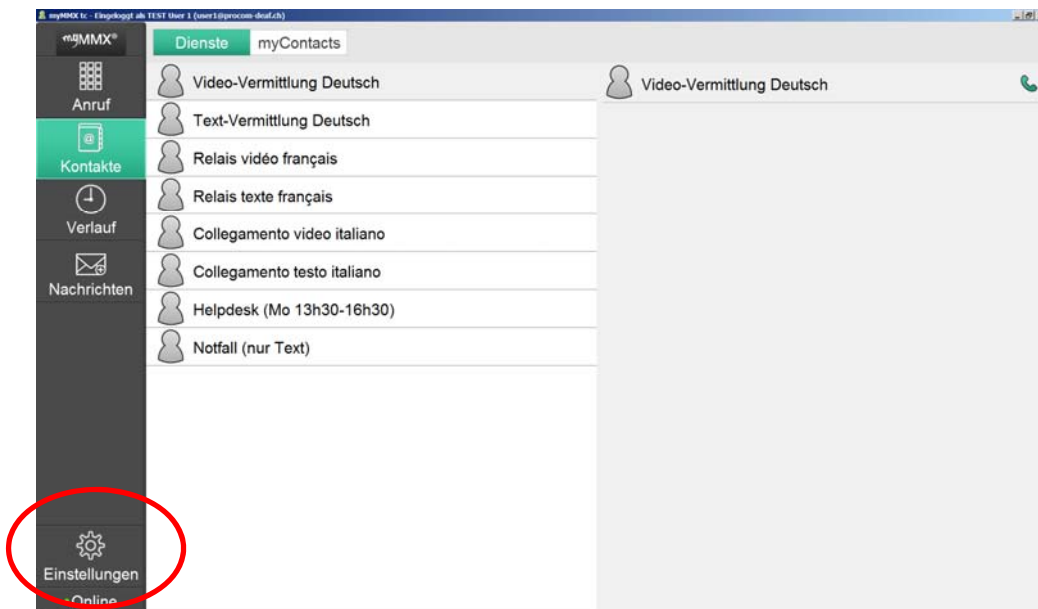 myMMX tc - Eingeloggt als TEST User 1 (user1@procom-deaf.ch)
myMMX®
Dienste myContacts
Anruf
Kontakte
Verlauf
Nachrichten
Video-Vermittlung Deutsch
Text-Vermittlung Deutsch
Relais vidéo français
Relais texte français
Collegamento video italiano
Collegamento testo italiano
Helpdesk (Mo 13h30-16h30)
Notfall (nur Text)
Video-Vermittlung Deutsch
Einstellungen
Online